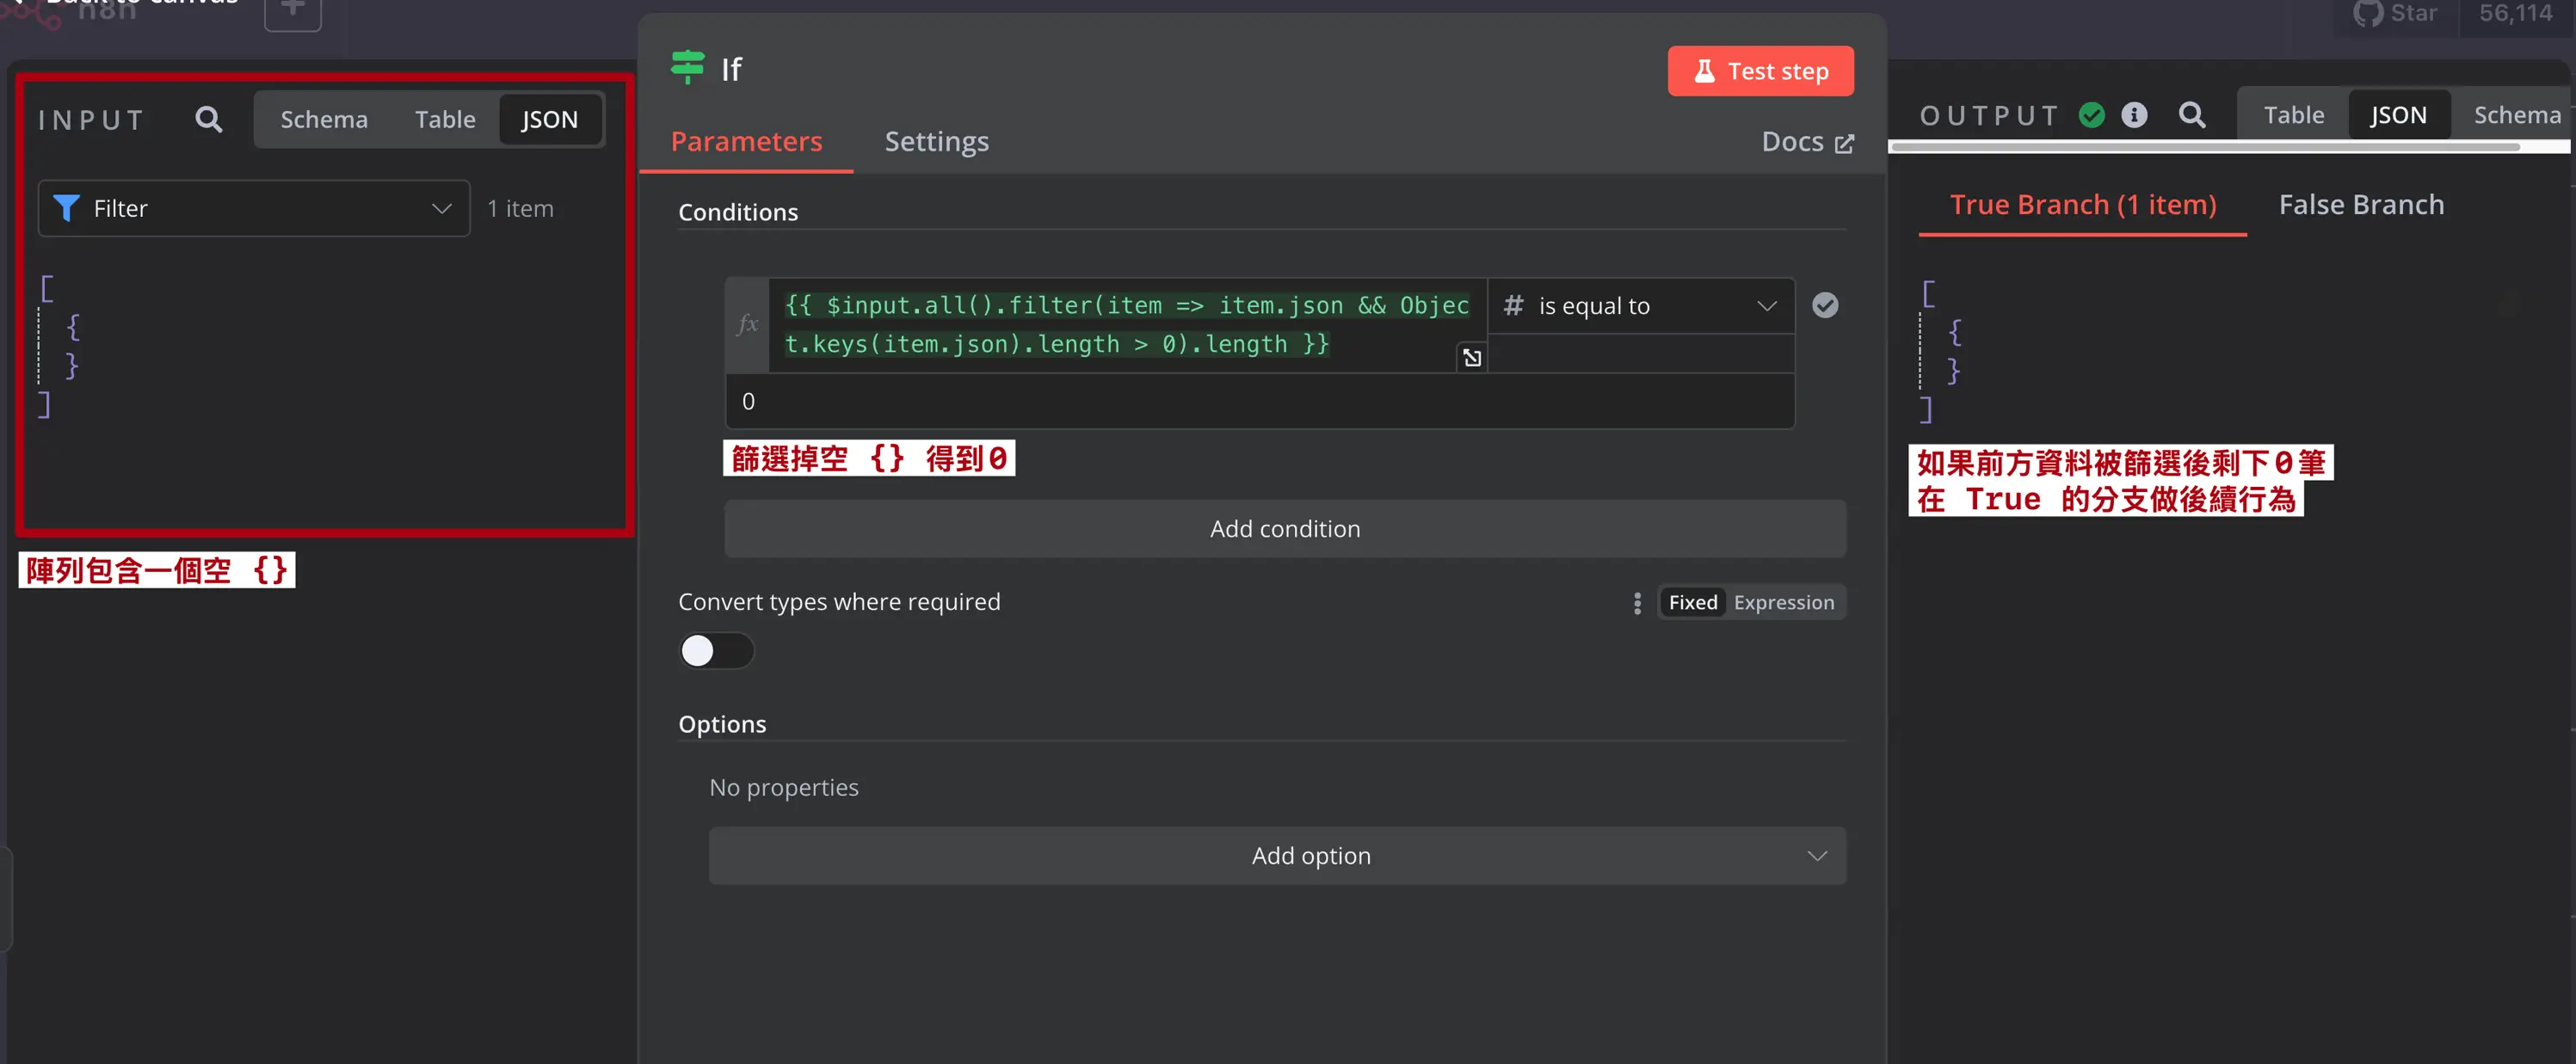 Back to canvas
n8n
+
Star
56,114
INPUT
Schema
Table
JSON
Filter
1 item
[
{
}
]
陣列包含一個空 {}
If
Test step
Parameters
Settings
Docs
Conditions
fx
{{ $input.all().filter(item => item.json && Objec
t.keys(item.json).length > 0).length }}
# is equal to
0
篩選掉空 {} 得到0
Add condition
Convert types where required
Fixed
Expression
Options
No properties
Add option
OUTPUT
Table
JSON
Schema
True Branch (1 item)
False Branch
[
{
}
]
如果前方資料被篩選後剩下0筆
在 True 的分支做後續行為